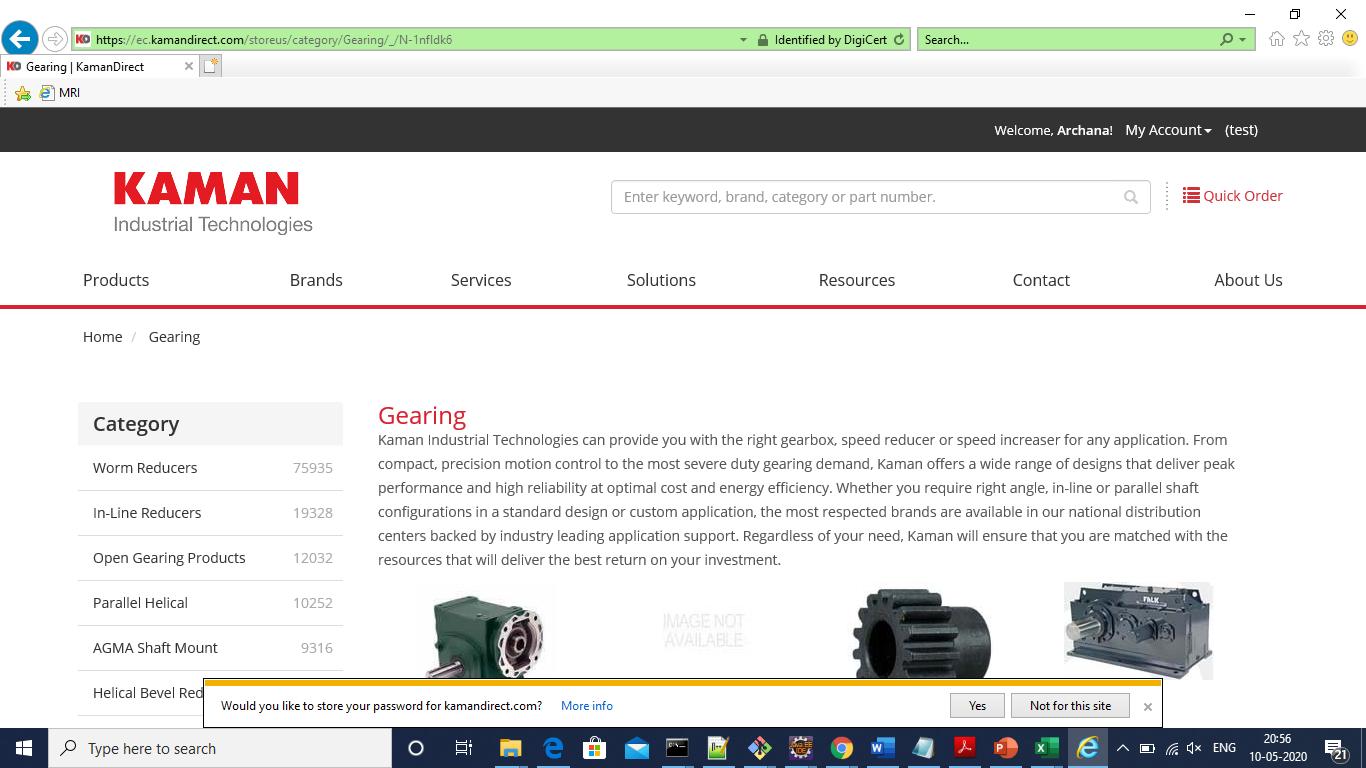 https://ec.kamandirect.com/storeus/category/Gearing/_/N-1nfldk6
Identified by DigiCert
Search...
Gearing | KamanDirect
MRI
Welcome, Archana! My Account (test)
KAMAN
Industrial Technologies
Enter keyword, brand, category or part number.
Quick Order
Products Brands Services Solutions Resources Contact About Us
Home / Gearing
Category
Worm Reducers 75935
In-Line Reducers 19328
Open Gearing Products 12032
Parallel Helical 10252
AGMA Shaft Mount 9316
Helical Bevel Red
Gearing
Kaman Industrial Technologies can provide you with the right gearbox, speed reducer or speed increaser for any application. From
compact, precision motion control to the most severe duty gearing demand, Kaman offers a wide range of designs that deliver peak
performance and high reliability at optimal cost and energy efficiency. Whether you require right angle, in-line or parallel shaft
configurations in a standard design or custom application, the most respected brands are available in our national distribution
centers backed by industry leading application support. Regardless of your need, Kaman will ensure that you are matched with the
resources that will deliver the best return on your investment.
IMAGE NOT
AVAILABLE
FALK
Would you like to store your password for kamandirect.com? More info Yes Not for this site
Type here to search
ENG
20:56
10-05-2020
21